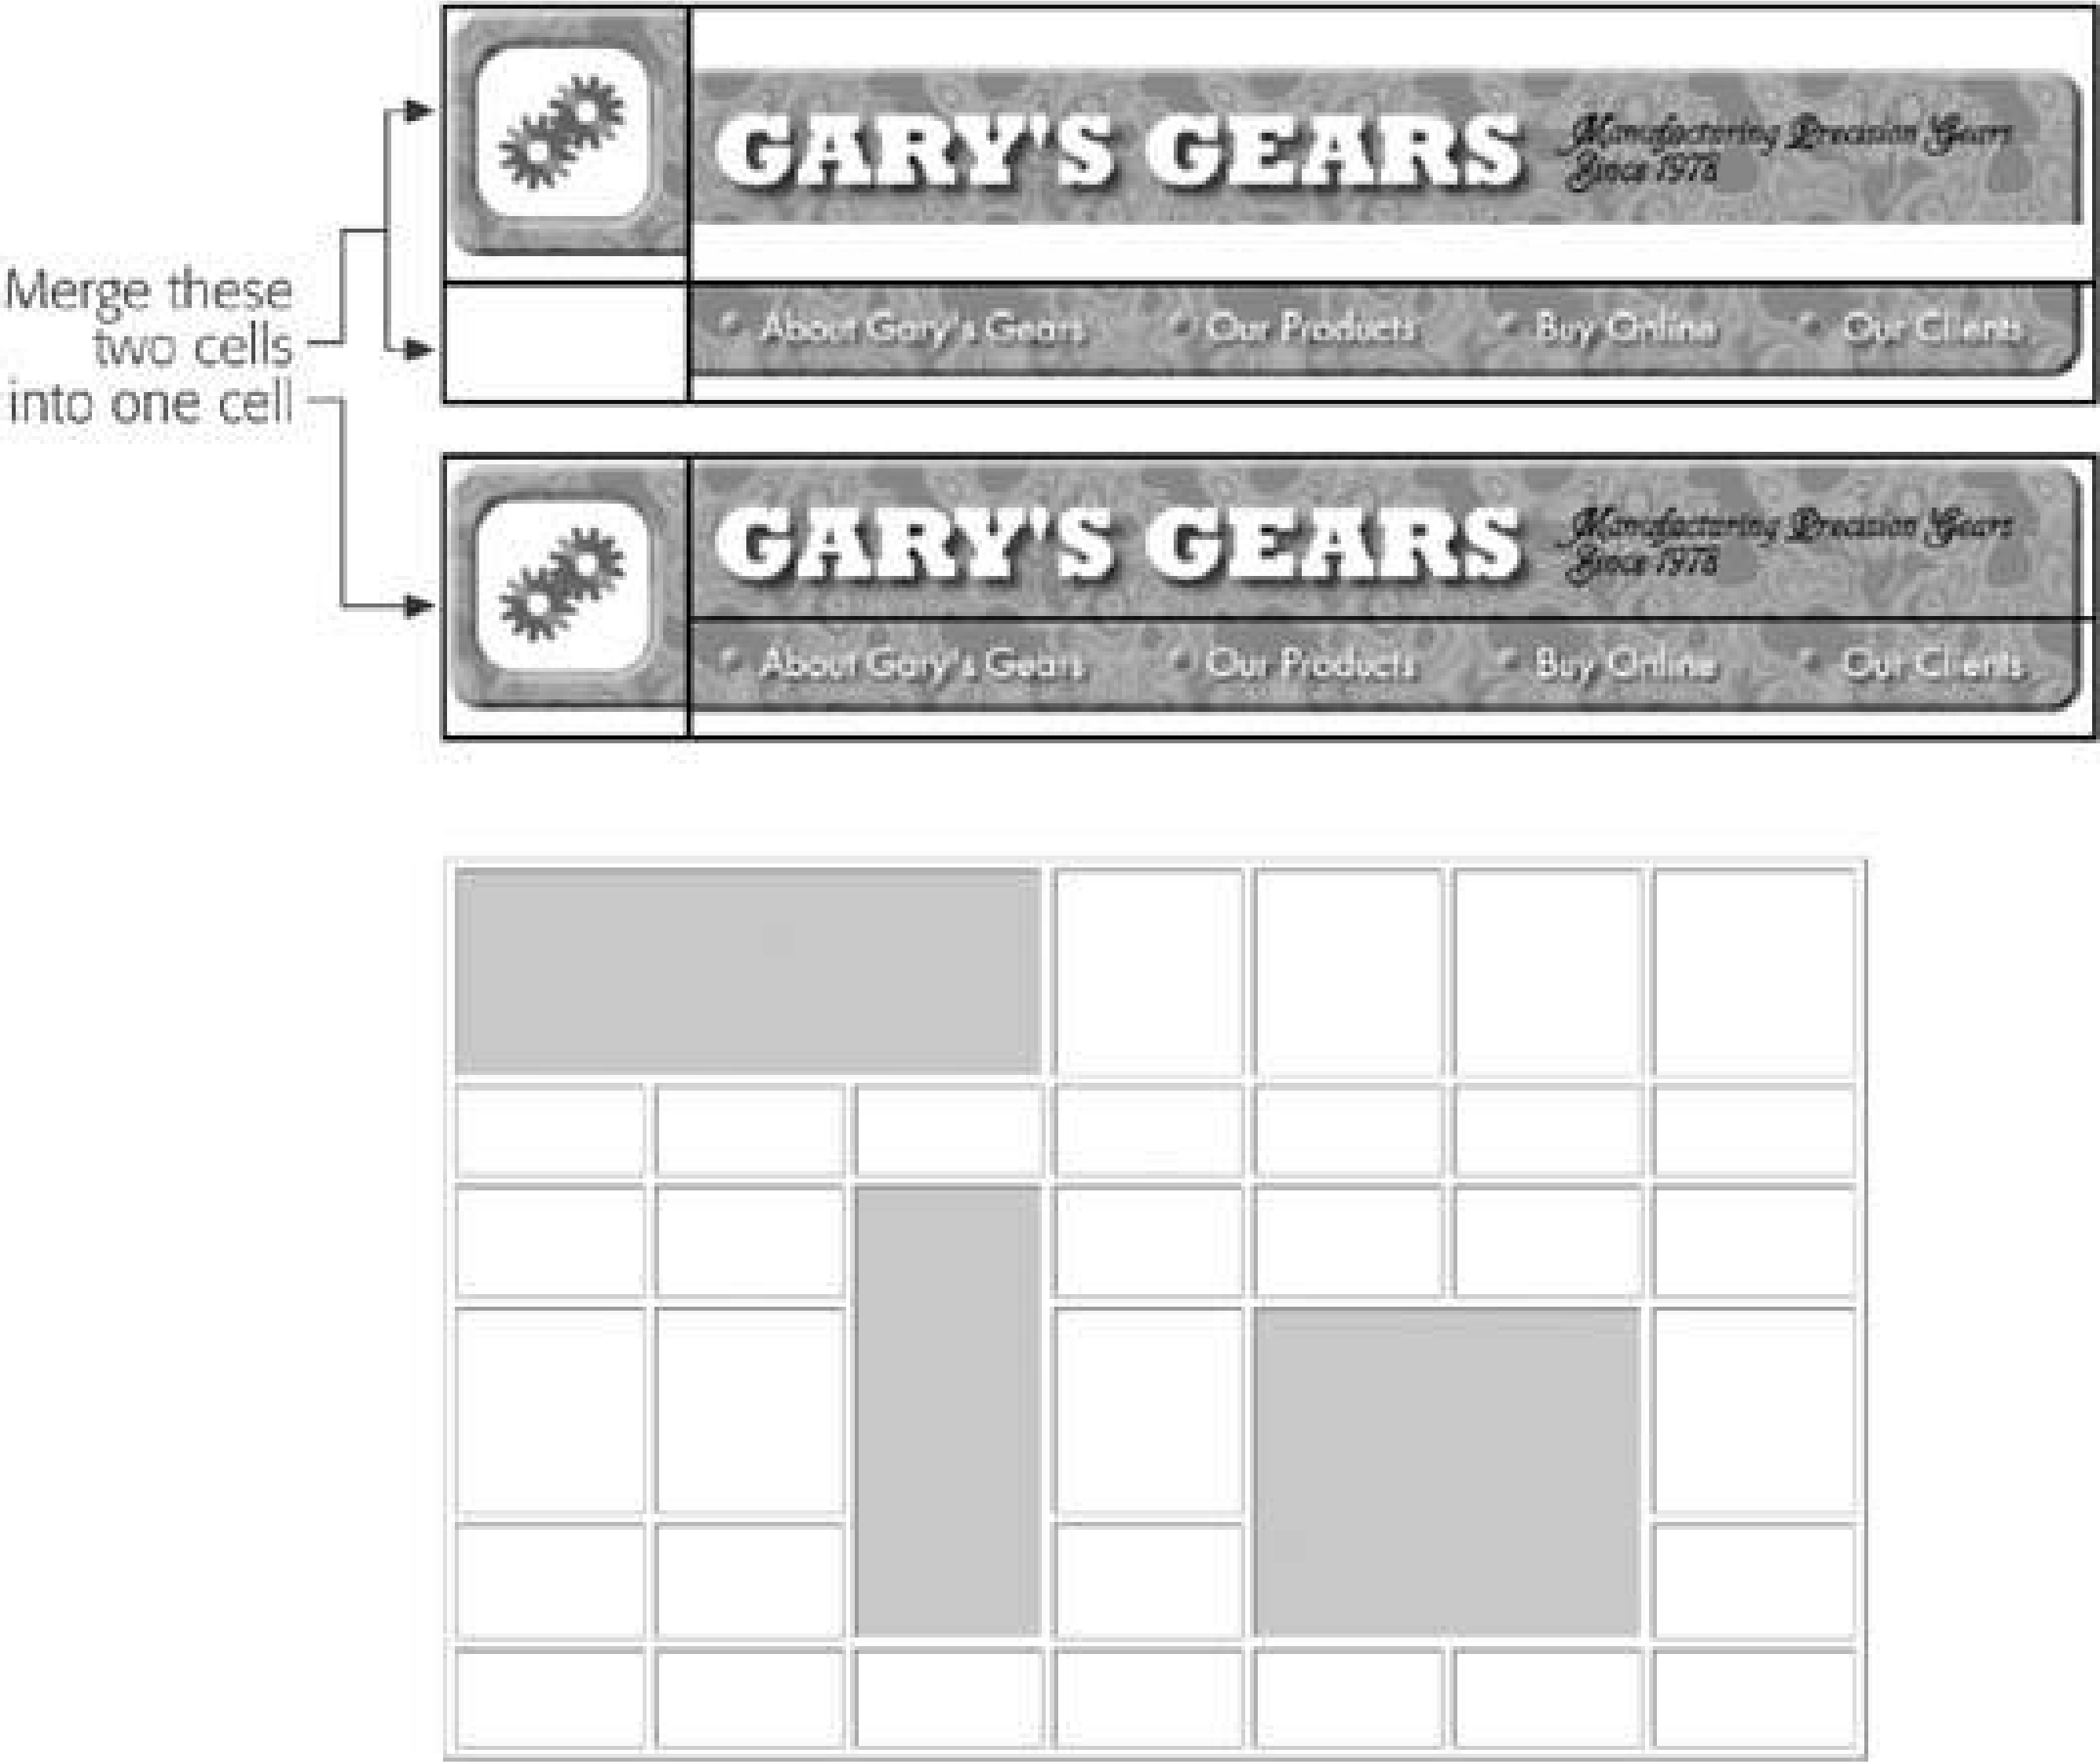 GARY'S GEARS
Manufacturing Precision Gears
Since 1978
Merge these
two cells
into one cell
About Gary's Gears Our Products Buy Online Our Clients
GARY'S GEARS
Manufacturing Precision Gears
Since 1978
About Gary's Gears Our Products Buy Online Our Clients